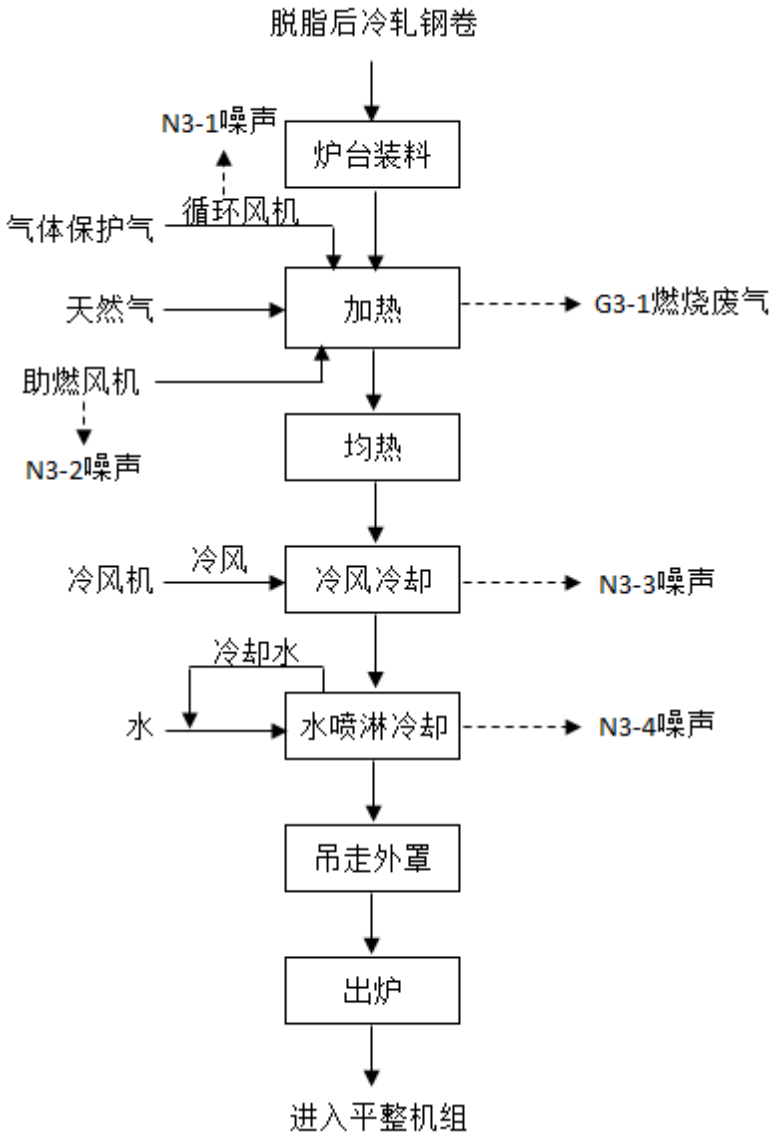 脱脂后冷轧钢卷
N3-1噪声
炉台装料
循环风机
气体保护气
加热
天然气
G3-1燃烧废气
助燃风机
均热
N3-2噪声
冷风
冷风机
冷风冷却
N3-3噪声
冷却水
水
水喷淋冷却
N3-4噪声
吊走外罩
出炉
进入平整机组